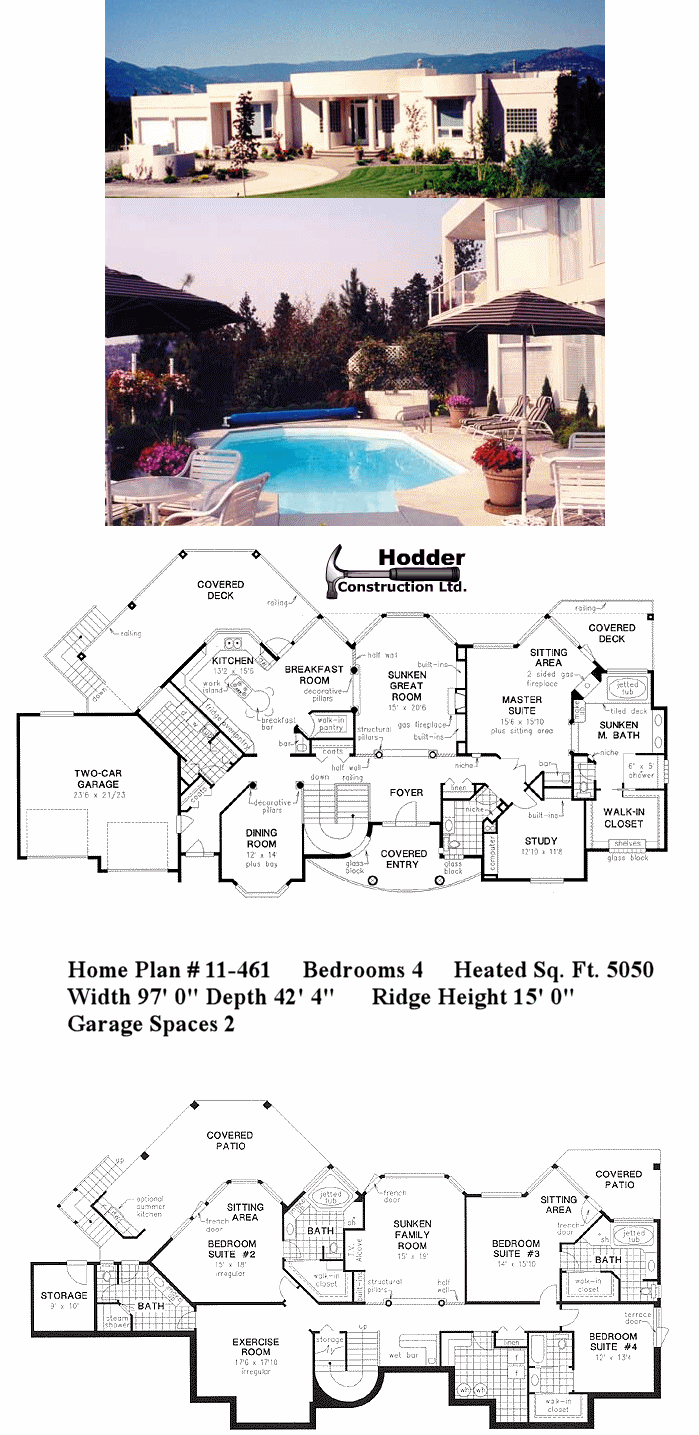 Hodder
Construction Ltd.
COVERED
DECK
railing
railing
down
KITCHEN
13'2 x 15'6
work
island
BREAKFAST
ROOM
decorative
pillars
breakfast
bar
walk-in
pantry
bar
coats
half wall
SUNKEN
GREAT
ROOM
15' x 20'6
built-ins
gas fireplace
built-ins
structural
pillars
half wall
railing
niche
railing
COVERED
DECK
SITTING
AREA
2 sided gas
fireplace
MASTER
SUITE
15'6 x 15'10
plus sitting area
jetted
tub
tiled deck
SUNKEN
M. BATH
niche
6' x 5'
shower
bar
built-ins
WALK-IN
CLOSET
shelves
glass block
TWO-CAR
GARAGE
23'6 x 21'/23'
coats
decorative
pillars
DINING
ROOM
12' x 14'
plus bay
down
FOYER
linen
niche
glass
block
COVERED
ENTRY
glass
block
computer
STUDY
12'10 x 11'8
Home Plan # 11-461 Bedrooms 4 Heated Sq. Ft. 5050
Width 97' 0" Depth 42' 4" Ridge Height 15' 0"
Garage Spaces 2
COVERED
PATIO
up
optional
summer
kitchen
french
door
SITTING
AREA
BEDROOM
SUITE #2
15' x 18'
irregular
jetted
tub
BATH
sh
walk-in
closet
french
door
T.V.
Alcove
built-ins
SUNKEN
FAMILY
ROOM
15' x 19'
structural
pillars
half
wall
COVERED
PATIO
SITTING
AREA
french
door
BEDROOM
SUITE #3
14' x 15'10
sh
jetted
tub
BATH
walk-in
closet
terrace
door
STORAGE
9' x 10'
steam
shower
BATH
EXERCISE
ROOM
17'6 x 17'10
irregular
storage
up
wet bar
linen
wh
wh
BEDROOM
SUITE #4
12' x 13'4
walk-in
closet